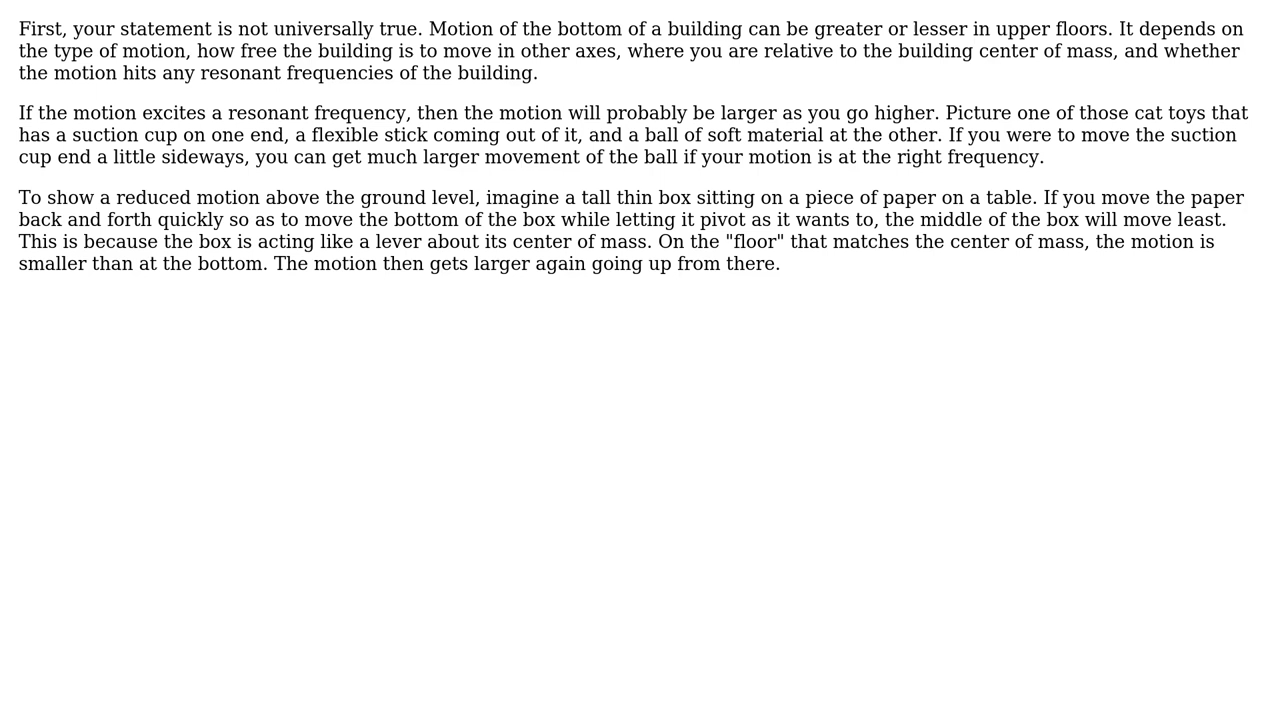 First, your statement is not universally true. Motion of the bottom of a building can be greater or lesser in upper floors. It depends on
the type of motion, how free the building is to move in other axes, where you are relative to the building center of mass, and whether
the motion hits any resonant frequencies of the building.
If the motion excites a resonant frequency, then the motion will probably be larger as you go higher. Picture one of those cat toys that
has a suction cup on one end, a flexible stick coming out of it, and a ball of soft material at the other. If you were to move the suction
cup end a little sideways, you can get much larger movement of the ball if your motion is at the right frequency.
To show a reduced motion above the ground level, imagine a tall thin box sitting on a piece of paper on a table. If you move the paper
back and forth quickly so as to move the bottom of the box while letting it pivot as it wants to, the middle of the box will move least.
This is because the box is acting like a lever about its center of mass. On the "floor" that matches the center of mass, the motion is
smaller than at the bottom. The motion then gets larger again going up from there.